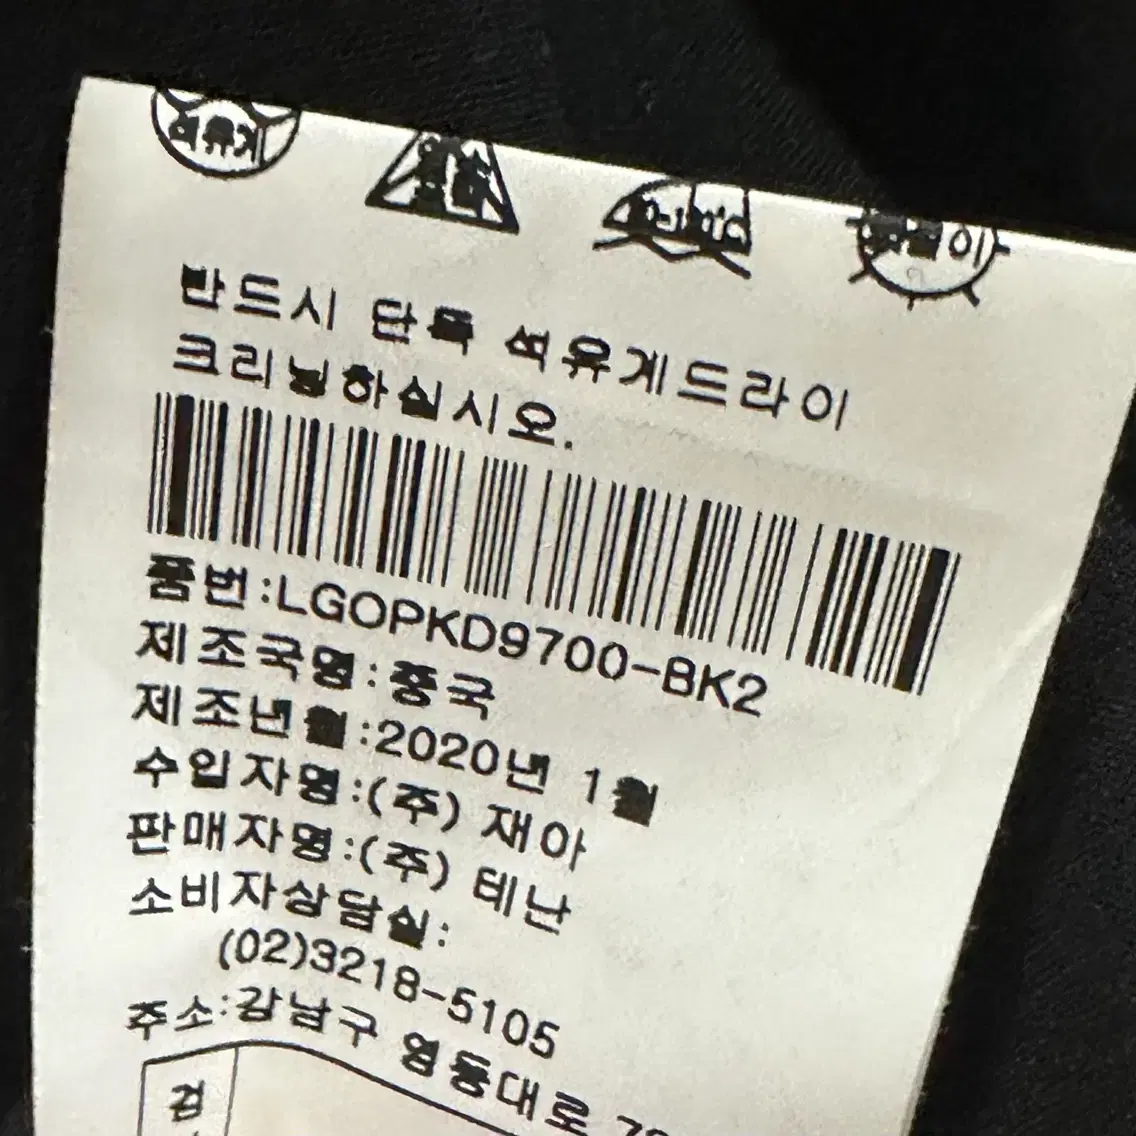 석유계
반드시 단독 석유계드라이
크리닝하십시오.
품번:LGOPKD9700-BK2
제조국명:중국
제조년월:2020년 1월
수입자명:(주) 재아
판매자명:(주) 테난
소비자상담실:
(02)3218-5105
주소:강남구 영동대로
검